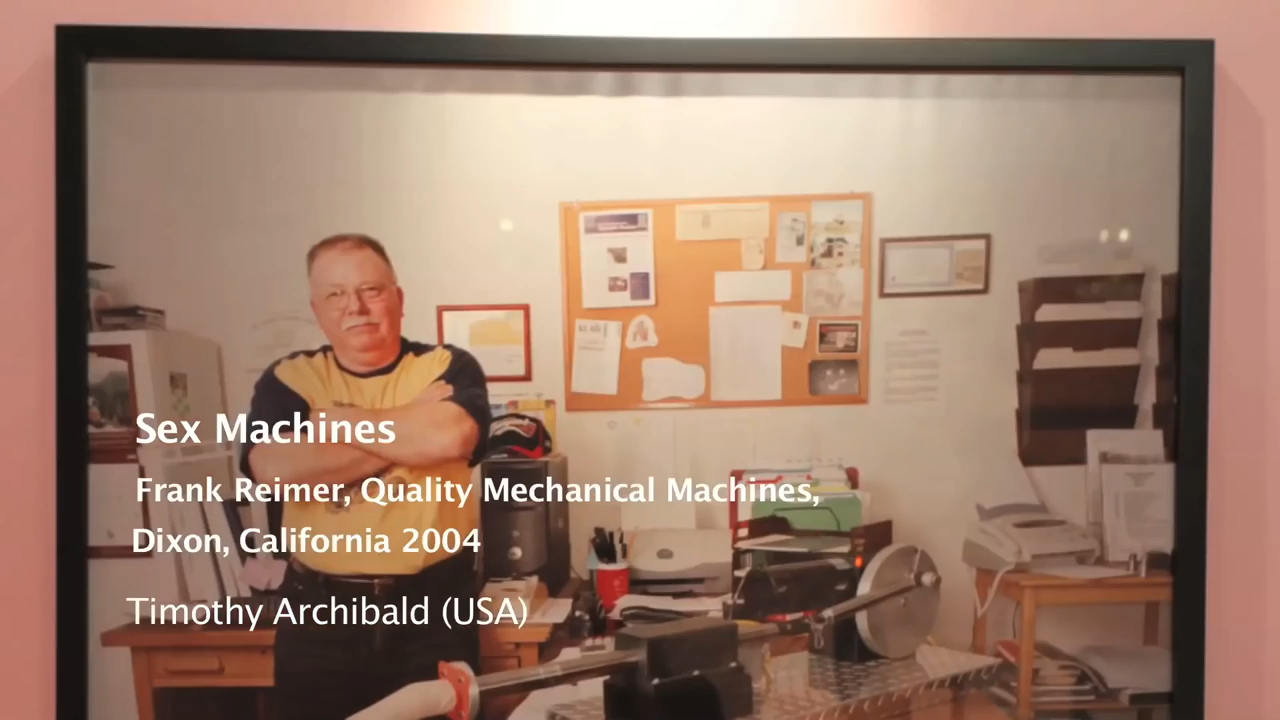 Sex Machines
Frank Reimer, Quality Mechanical Machines,
Dixon, California 2004
Timothy Archibald (USA)